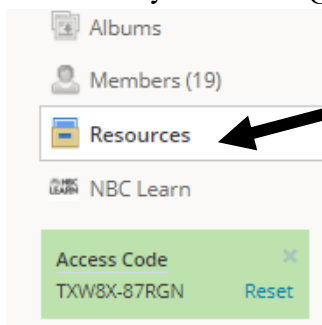 Albums
Members (19)
Resources
NBC Learn
Access Code
TXW8X-87RGN Reset